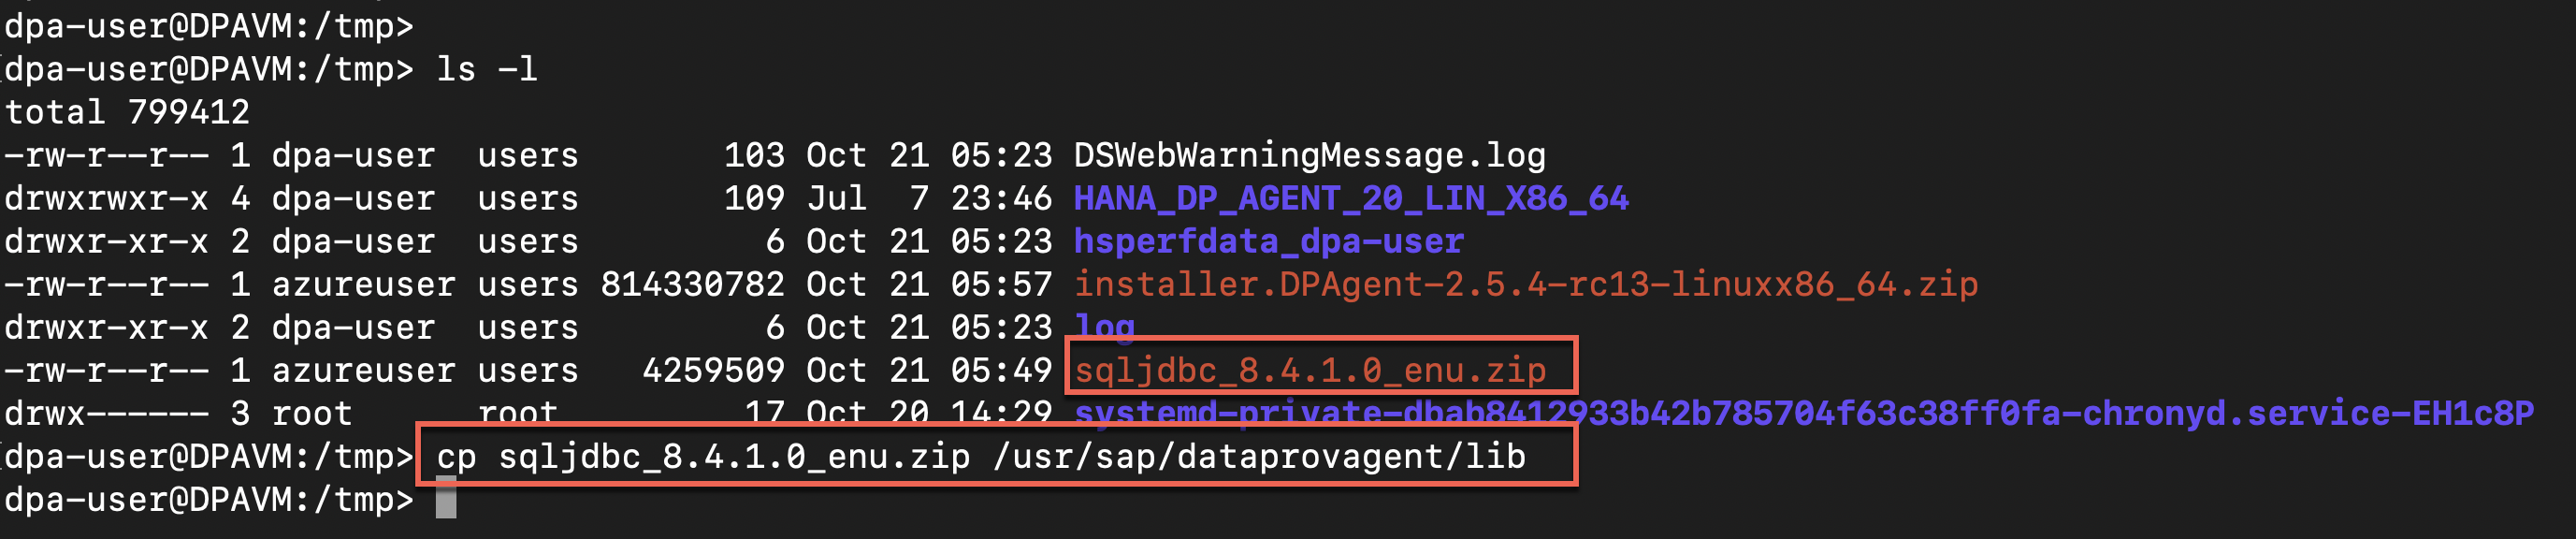 dpa-user@DPAVM:/tmp>
dpa-user@DPAVM:/tmp> ls -l
total 799412
-rw-r--r-- 1 dpa-user  users       103 Oct 21 05:23 DSWebWarningMessage.log
drwxrwxr-x 4 dpa-user  users       109 Jul  7 23:46 HANA_DP_AGENT_20_LIN_X86_64
drwxr-xr-x 2 dpa-user  users         6 Oct 21 05:23 hsperfdata_dpa-user
-rw-r--r-- 1 azureuser users 814330782 Oct 21 05:57 installer.DPAgent-2.5.4-rc13-linuxx86_64.zip
drwxr-xr-x 2 dpa-user  users         6 Oct 21 05:23 log
-rw-r--r-- 1 azureuser users   4259509 Oct 21 05:49 sqljdbc_8.4.1.0_enu.zip
drwx------ 3 root      root         17 Oct 20 14:29 systemd-private-dbab8412933b42b785704f63c38ff0fa-chronyd.service-EH1c8P
dpa-user@DPAVM:/tmp> cp sqljdbc_8.4.1.0_enu.zip /usr/sap/dataprovagent/lib
dpa-user@DPAVM:/tmp>